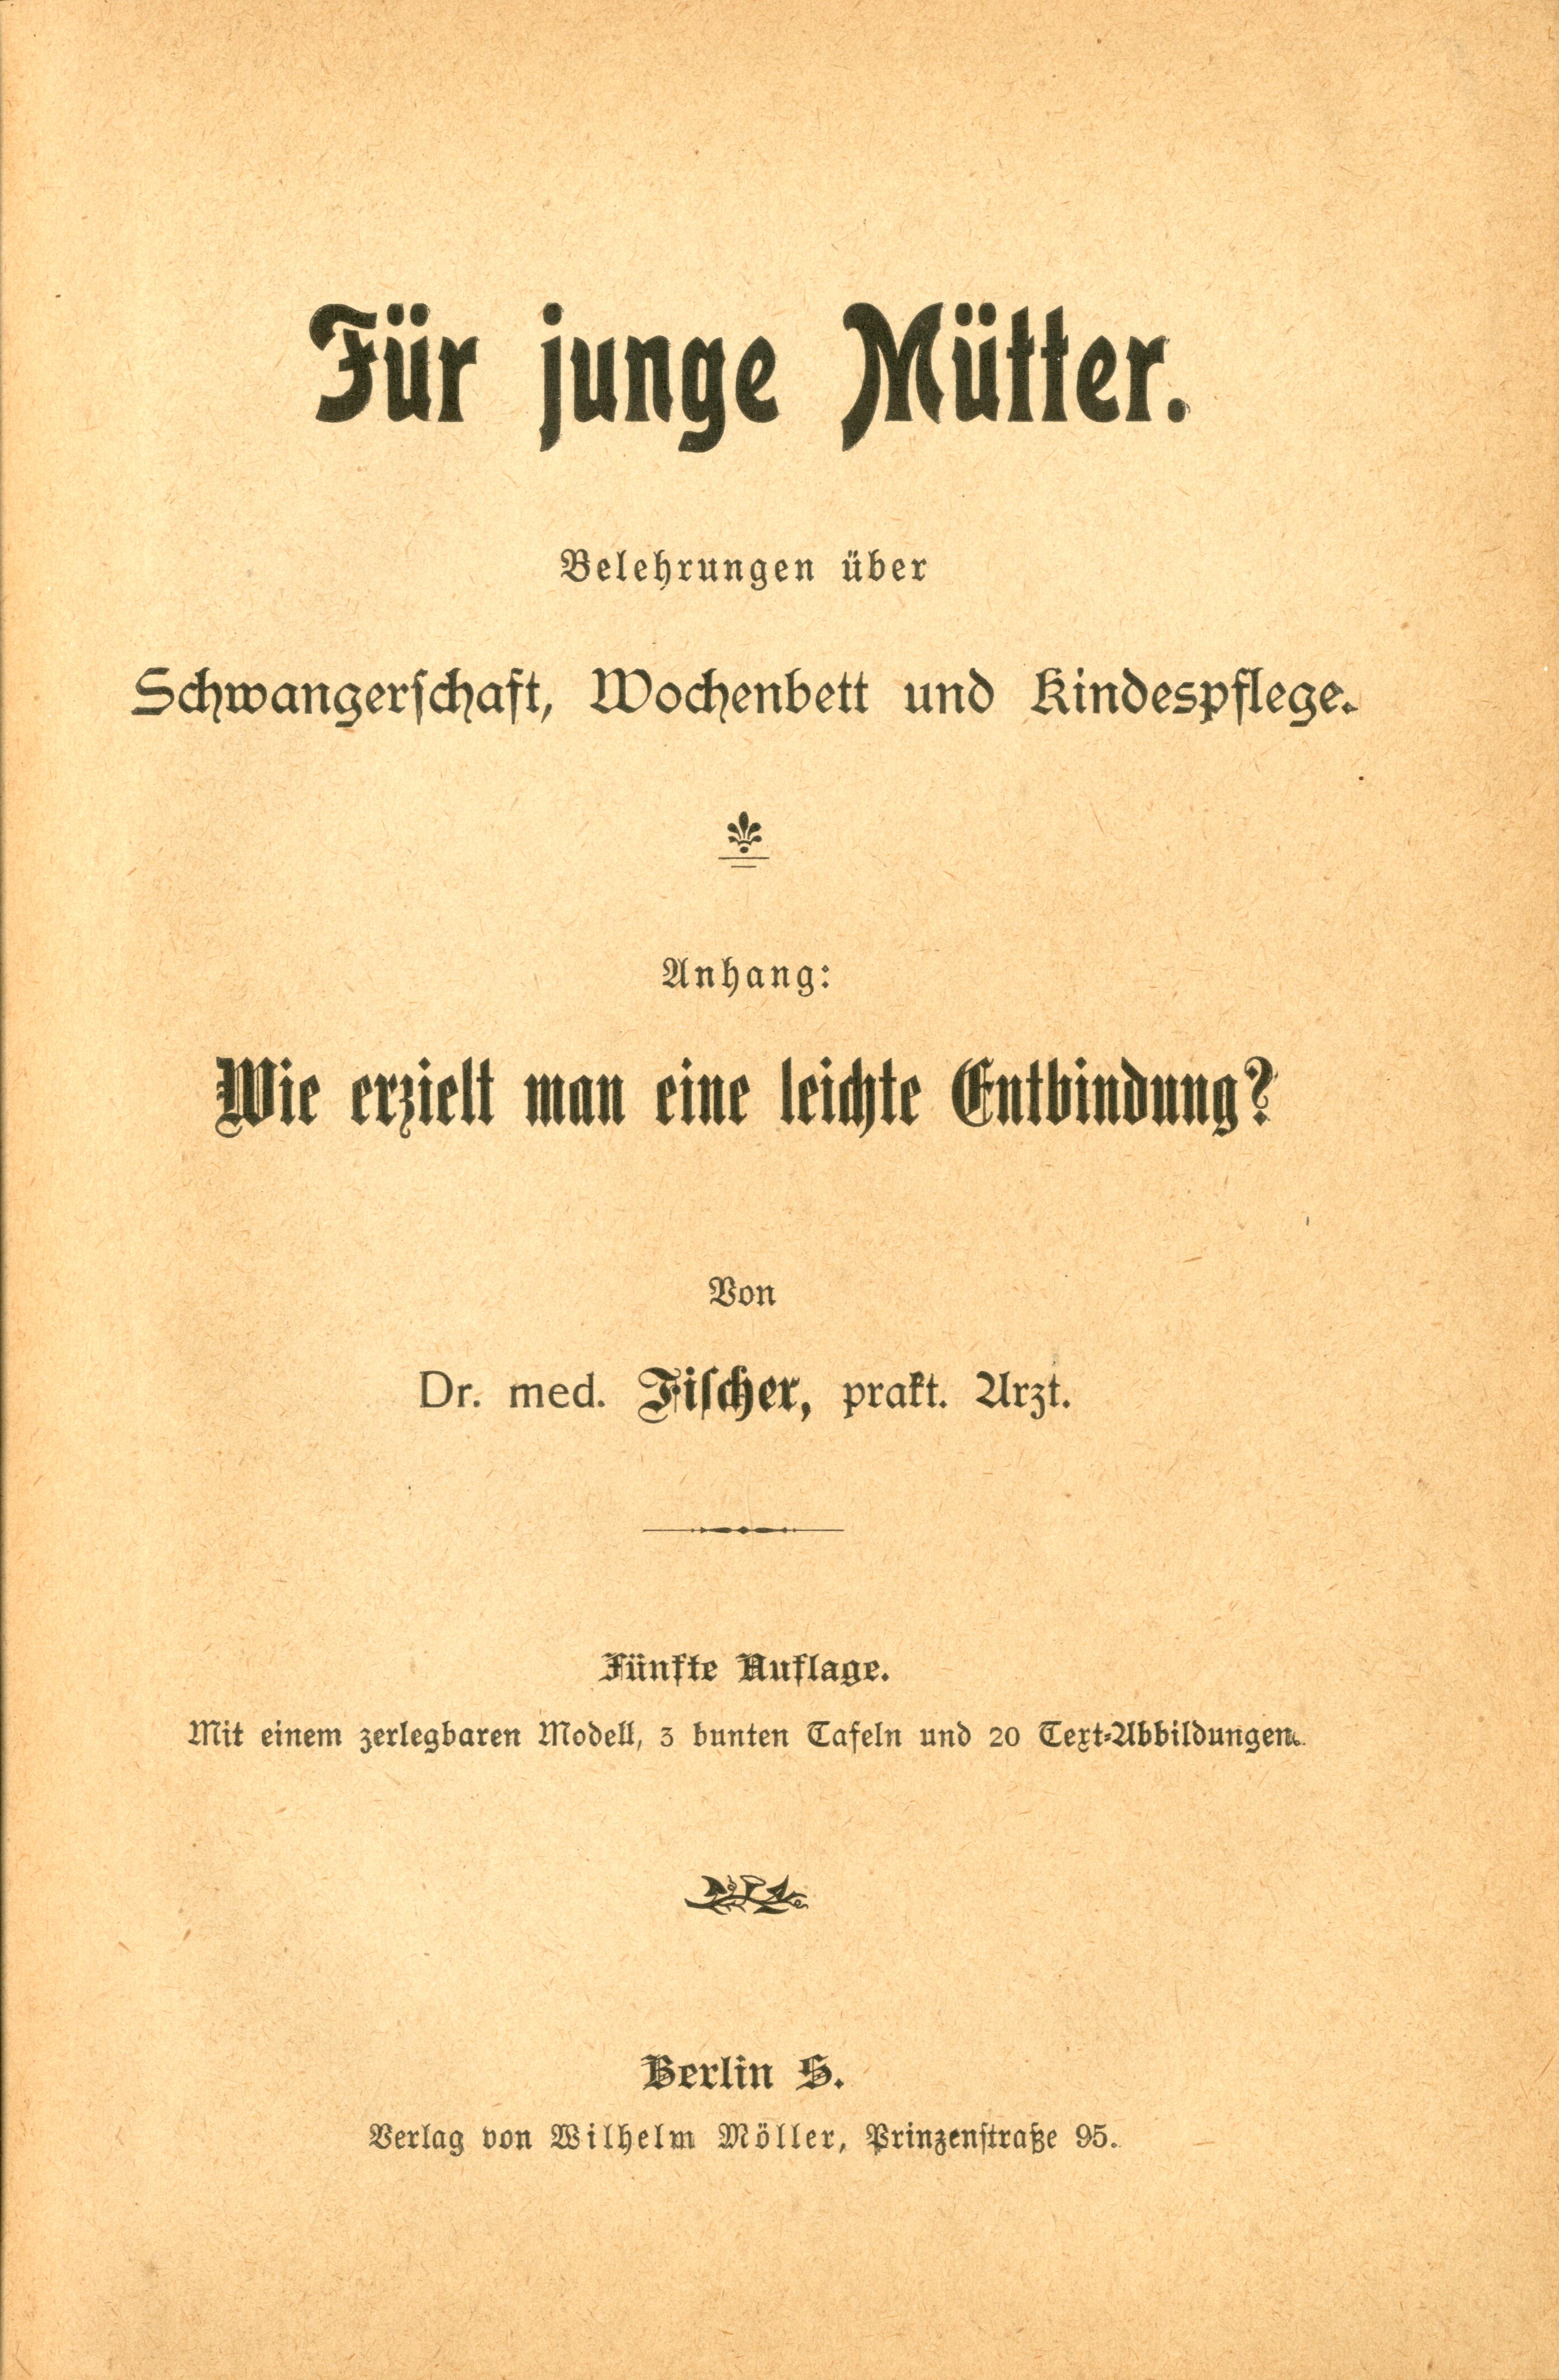 Für junge Mütter.
Belehrungen über
Schwangerschaft, Wochenbett und Kindespflege.
Anhang:
Wie erzielt man eine leichte Entbindung?
Von
Dr. med. Fischer, prakt. Arzt.
Fünfte Auflage.
Mit einem zerlegbaren Modell, 3 bunten Tafeln und 20 Text-Abbildungen.
Berlin S.
Verlag von Wilhelm Möller, Prinzenstraße 95.